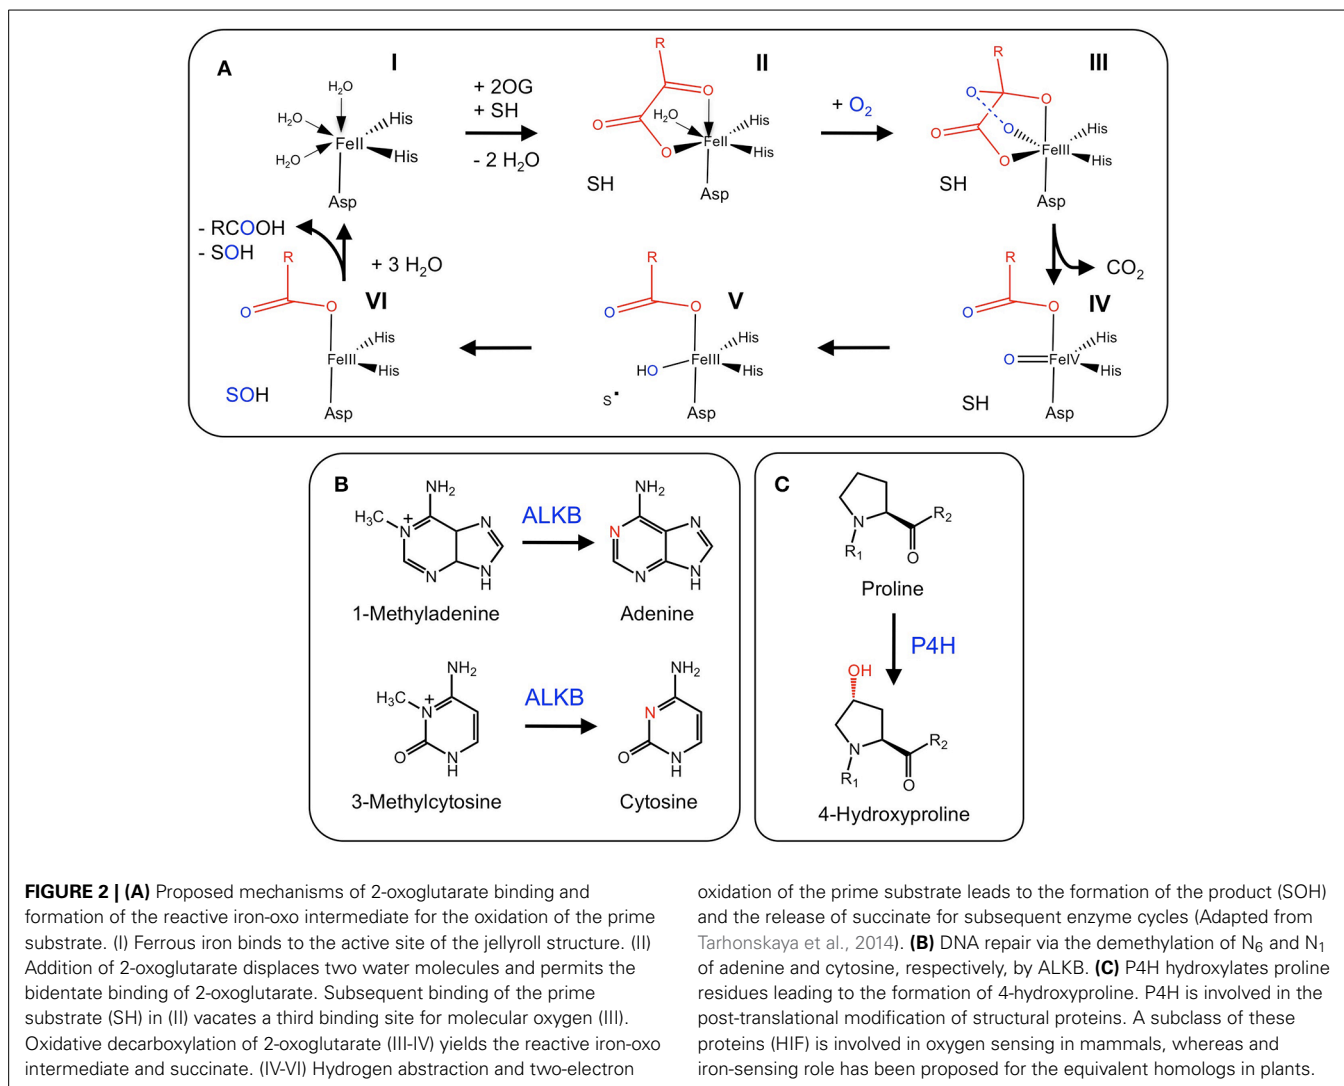 A
I
H₂O
H₂O
H₂O
FeII
His
His
Asp
+ 2OG
+ SH
- 2 H₂O
II
R
O
O
H₂O
O
FeII
His
His
SH
Asp
+ O₂
III
R
O
O
O
O
O
FeIII
His
His
SH
Asp
CO₂
IV
R
O
O
O
FeIV
His
His
SH
Asp
V
R
O
O
HO
FeIII
His
His
S•
Asp
VI
R
O
O
FeIII
His
His
SOH
Asp
- RCOOH
- SOH
+ 3 H₂O
B
NH₂
H₃C
N
+
N
N
N
H
1-Methyladenine
ALKB
NH₂
N
N
N
N
H
Adenine
NH₂
H₃C
N
+
O
N
H
3-Methylcytosine
ALKB
NH₂
N
O
N
H
Cytosine
C
N
R₁
R₂
O
Proline
P4H
OH
N
R₁
R₂
O
4-Hydroxyproline
FIGURE 2 | (A) Proposed mechanisms of 2-oxoglutarate binding and
formation of the reactive iron-oxo intermediate for the oxidation of the prime
substrate. (I) Ferrous iron binds to the active site of the jellyroll structure. (II)
Addition of 2-oxoglutarate displaces two water molecules and permits the
bidentate binding of 2-oxoglutarate. Subsequent binding of the prime
substrate (SH) in (II) vacates a third binding site for molecular oxygen (III).
Oxidative decarboxylation of 2-oxoglutarate (III-IV) yields the reactive iron-oxo
intermediate and succinate. (IV-VI) Hydrogen abstraction and two-electron
oxidation of the prime substrate leads to the formation of the product (SOH)
and the release of succinate for subsequent enzyme cycles (Adapted from
Tarhonskaya et al., 2014). (B) DNA repair via the demethylation of N₆ and N₁
of adenine and cytosine, respectively, by ALKB. (C) P4H hydroxylates proline
residues leading to the formation of 4-hydroxyproline. P4H is involved in the
post-translational modification of structural proteins. A subclass of these
proteins (HIF) is involved in oxygen sensing in mammals, whereas and
iron-sensing role has been proposed for the equivalent homologs in plants.